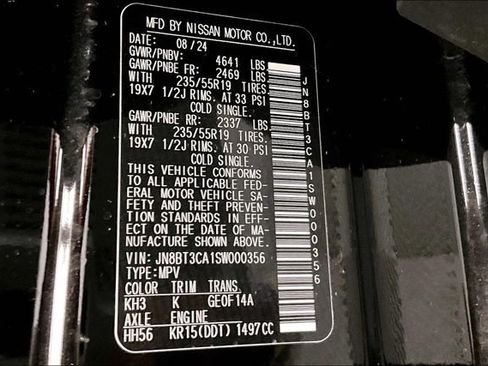 MFD BY NISSAN MOTOR CO.,LTD.
DATE: 08/24
GVWR/PNBV: 4641 LBS
GAWR/PNBE FR: 2469 LBS.
WITH 235/55R19 TIRES.
19X7 1/2J RIMS. AT 33 PSI
COLD SINGLE.
GAWR/PNBE RR: 2337 LBS.
WITH 235/55R19 TIRES.
19X7 1/2J RIMS. AT 30 PSI
COLD SINGLE.
THIS VEHICLE CONFORMS
TO ALL APPLICABLE FED-
ERAL MOTOR VEHICLE SA-
FETY AND THEFT PREVEN-
TION STANDARDS IN EFF-
ECT ON THE DATE OF MA-
NUFACTURE SHOWN ABOVE.
VIN: JN8BT3CA1SW000356
TYPE:MPV
COLOR TRIM TRANS.
KH3 K GE0F14A
AXLE ENGINE
HH56 KR15(DDT) 1497CC
JN8BT3CA1SW000356